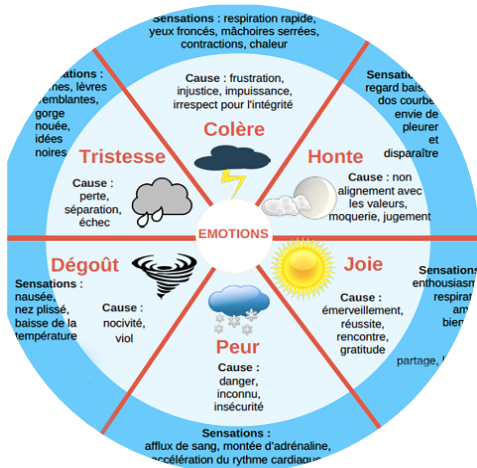 Sensations : respiration rapide,
yeux froncés, mâchoires serrées,
contractions, chaleur
Cause : frustration,
injustice, impuissance,
irrespect pour l'intégrité
Colère
lèvres
gorge
nouée,
idées
noires
Tristesse
Cause :
perte,
séparation,
échec
regard
dos
envie de
pleurer
et
disparaître
Honte
Cause : non
alignement avec
les valeurs,
moquerie, jugement
EMOTIONS
Dégoût
Sensations :
nausée,
nez plissé,
baisse de la
température
Cause :
nocivité,
viol
Joie
Cause :
émerveillement,
réussite,
rencontre,
gratitude
partage,
Peur
Cause :
danger,
inconnu,
insécurité
Sensations :
afflux de sang, montée d'adrénaline,
accélération du rythme cardiaque